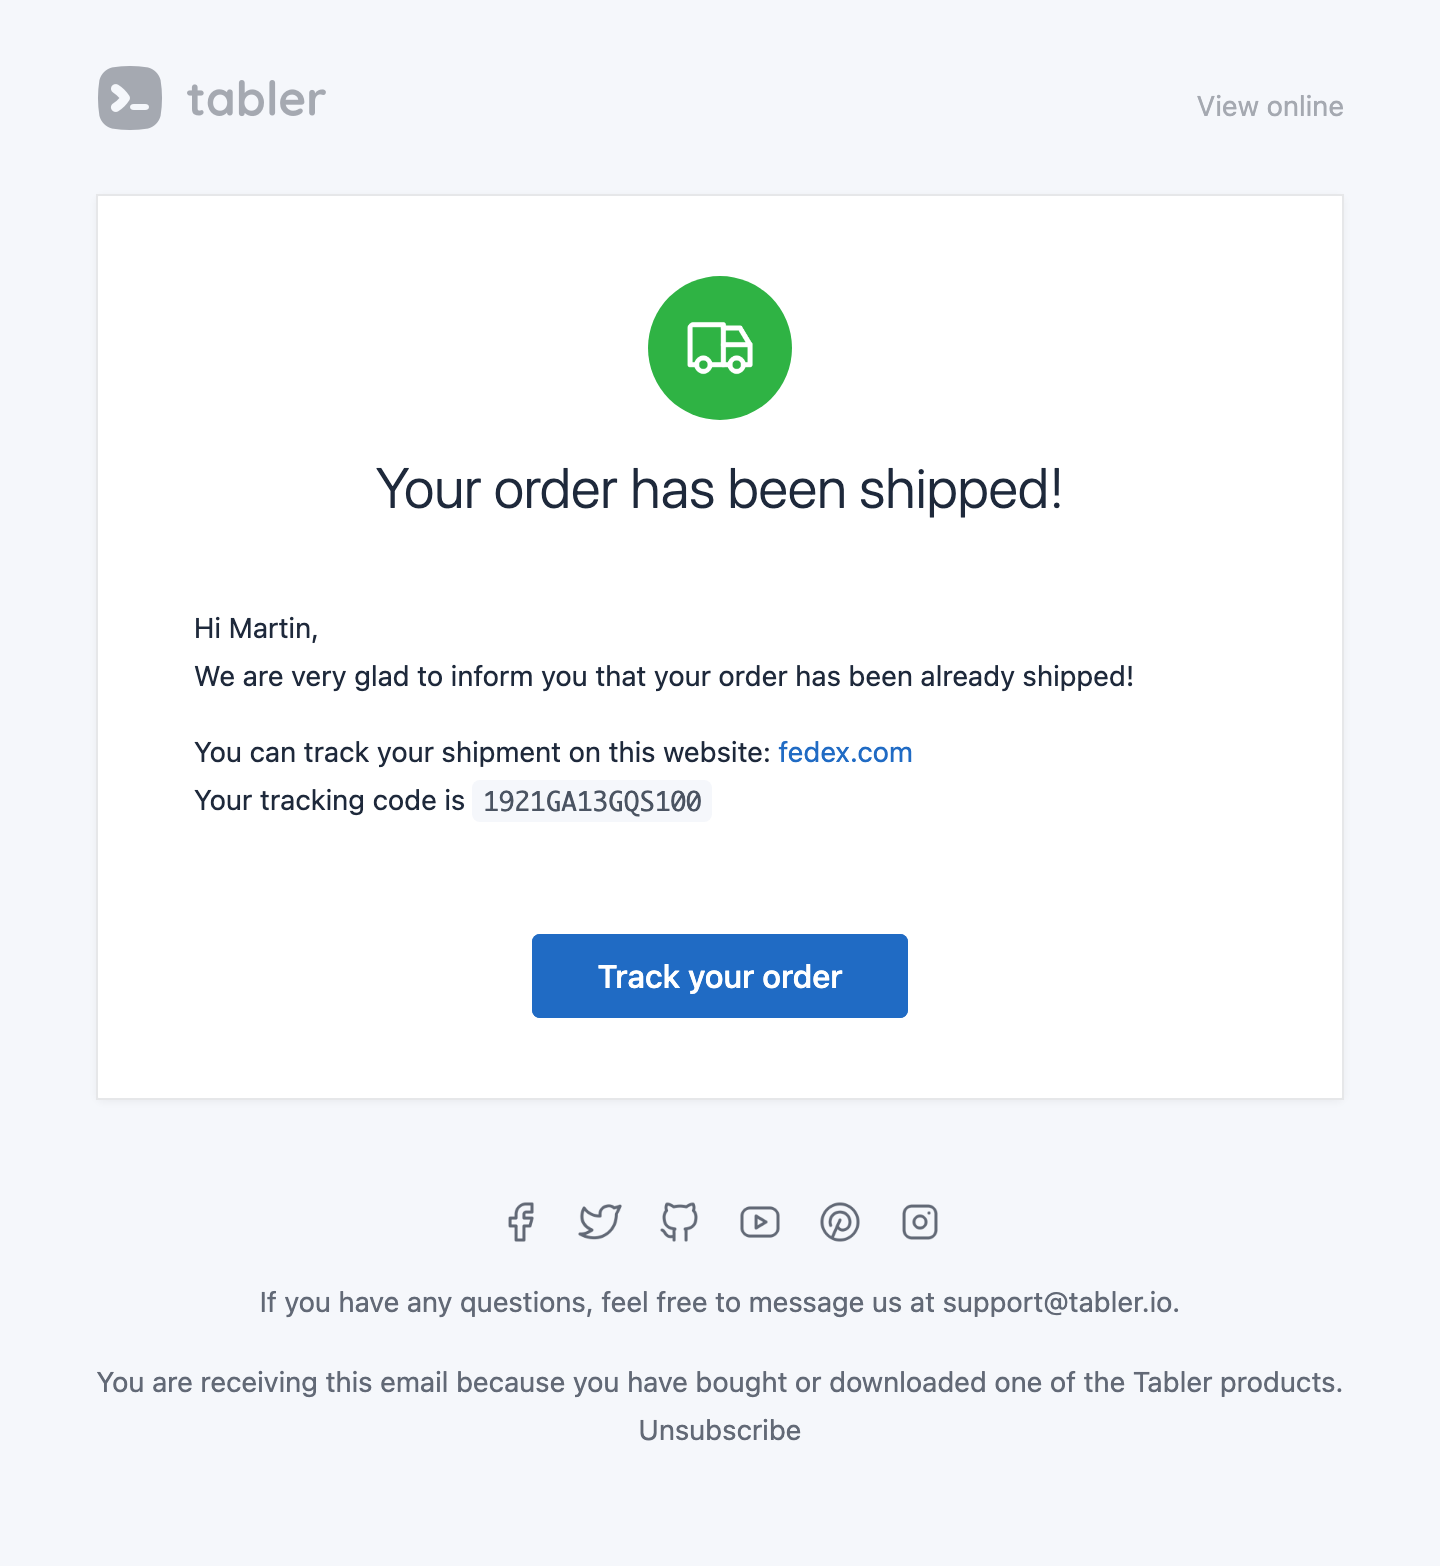 tabler
View online
Your order has been shipped!
Hi Martin,
We are very glad to inform you that your order has been already shipped!
You can track your shipment on this website: fedex.com
Your tracking code is 1921GA13GQS100
Track your order
If you have any questions, feel free to message us at support@tabler.io.
You are receiving this email because you have bought or downloaded one of the Tabler products.
Unsubscribe